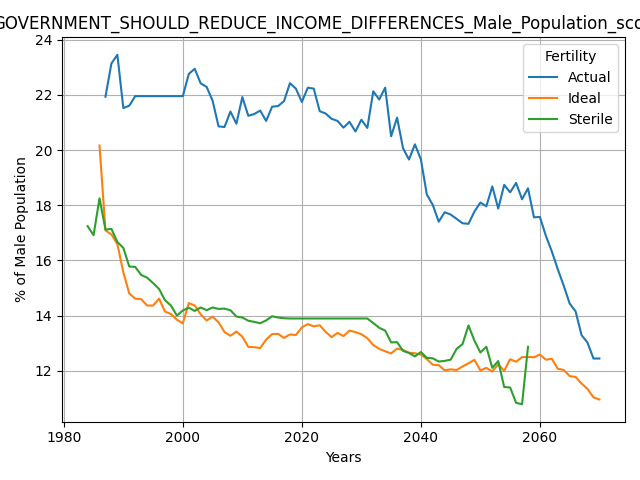 GOVERNMENT_SHOULD_REDUCE_INCOME_DIFFERENCES_Male_Population_sco
24
22
20
18
16
14
12
% of Male Population
Fertility
Actual
Ideal
Sterile
1980
2000
2020
2040
2060
Years